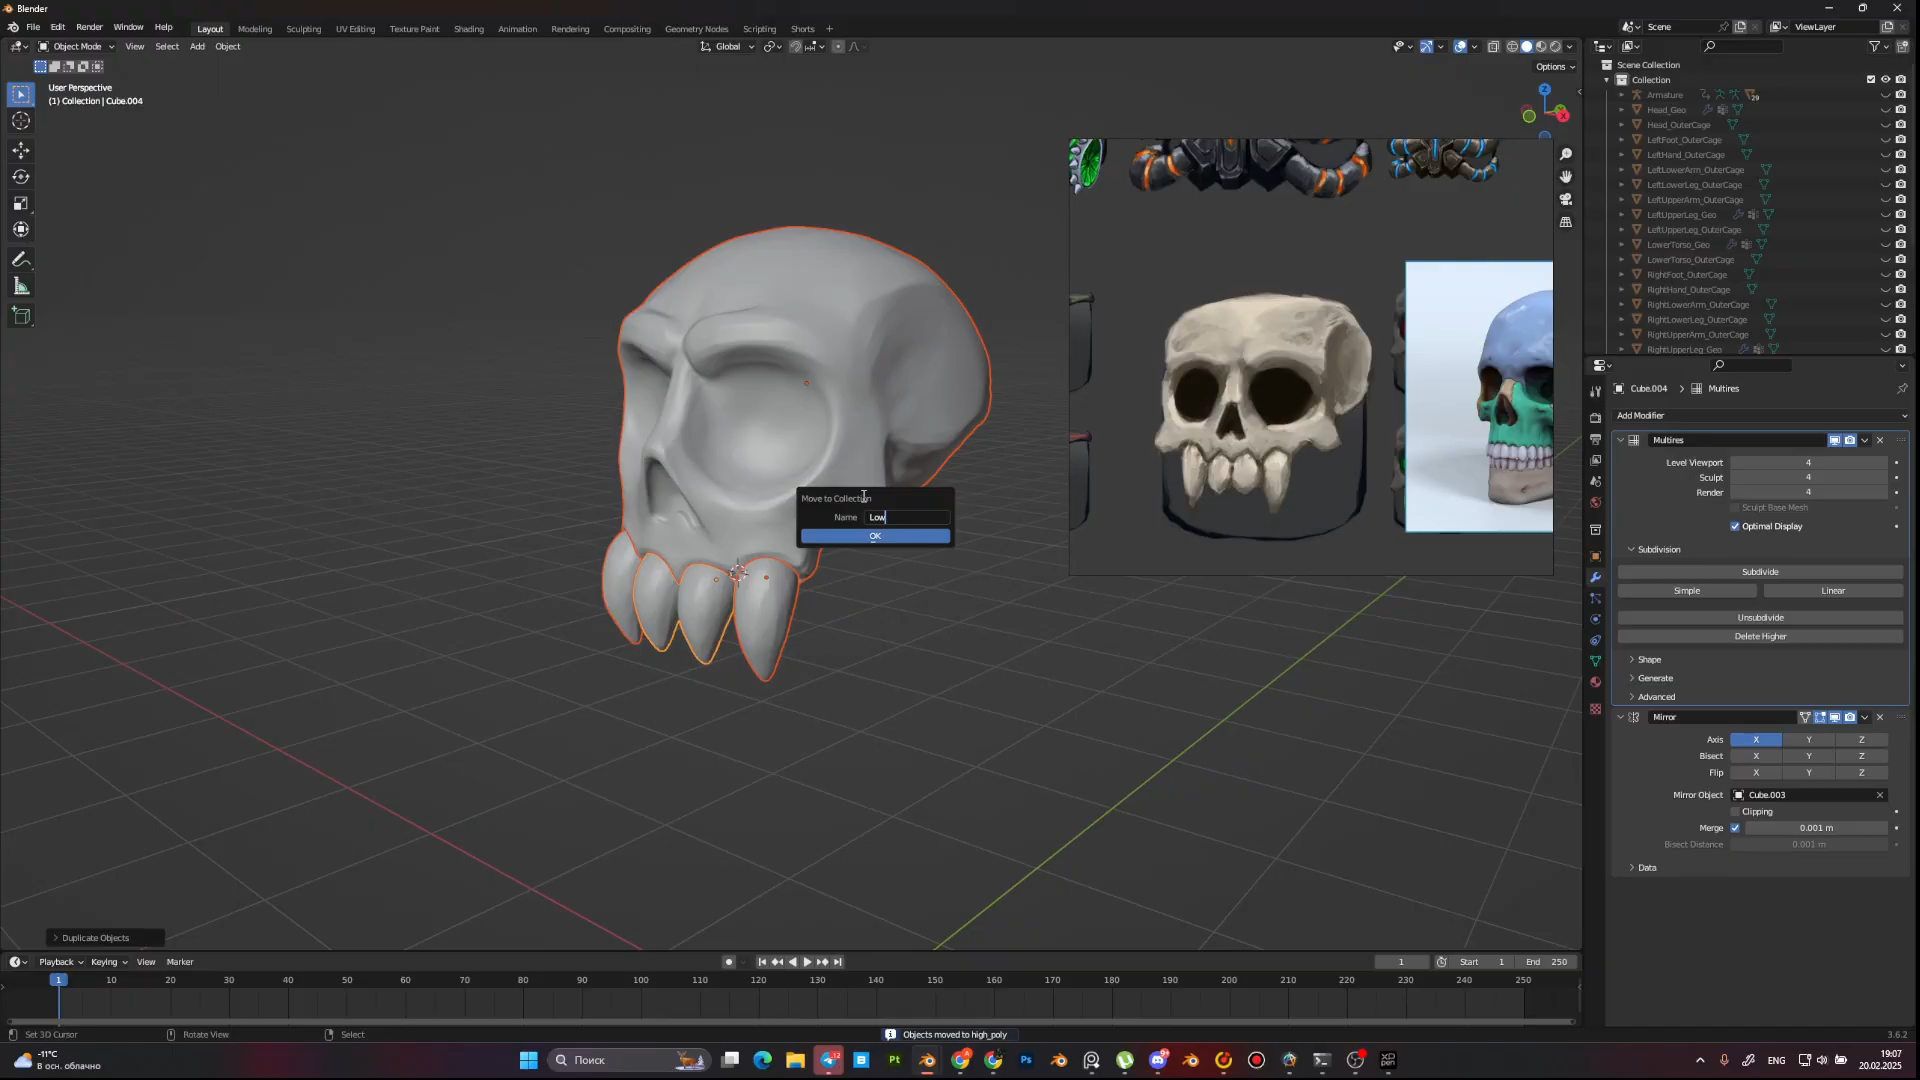 Blender
File Edit Render Window Help
Layout Modeling Sculpting UV Editing Texture Paint Shading Animation Rendering Compositing Geometry Nodes Scripting Shorts +
Scene
ViewLayer
Object Mode View Select Add Object
Global
Options
User Perspective
(1) Collection | Cube.004
Z
X
Scene Collection
Collection
Armature
29
Head_Geo
Head_OuterCage
LeftFoot_OuterCage
LeftHand_OuterCage
LeftLowerArm_OuterCage
LeftLowerLeg_OuterCage
LeftUpperArm_OuterCage
LeftUpperLeg_Geo
LeftUpperLeg_OuterCage
LowerTorso_Geo
LowerTorso_OuterCage
RightFoot_OuterCage
RightHand_OuterCage
RightLowerArm_OuterCage
RightLowerLeg_OuterCage
RightUpperArm_OuterCage
RightUpperLeg_Geo
Cube.004 Multires
Add Modifier
Multires
Level Viewport 4
Sculpt 4
Render 4
Sculpt Base Mesh
Optimal Display
Subdivision
Subdivide
Simple Linear
Unsubdivide
Delete Higher
Shape
Generate
Advanced
Mirror
Axis X Y Z
Bisect X Y Z
Flip X Y Z
Mirror Object Cube.003
Clipping
Merge 0.001 m
Bisect Distance 0.001 m
Data
Move to Collection
Name Low
OK
Duplicate Objects
Playback Keying View Marker
1 Start 1 End 250
1 10 20 30 40 50 60 70 80 90 100 110 120 130 140 150 160 170 180 190 200 210 220 230 240 250
Set 3D Cursor Rotate View Select
Objects moved to high_poly
3.6.2
-11°C
В осн. облачно
Поиск
12
Pt
Ps
ENG
19:07
20.02.2025